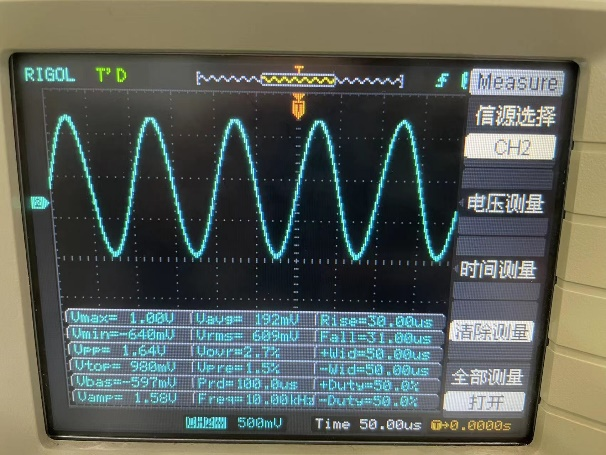 RIGOL T'D
Measure
信源选择
CH2
电压测量
时间测量
清除测量
全部测量
打开
Vmax= 1.00V Vavg= 192mV Rise=30.00us
Vmin=-640mV Vrms= 609mV Fall=31.00us
Vpp= 1.64V Vovr=2.7% +Wid=50.00us
Vtop= 980mV Vpre=1.5% -Wid=50.00us
Vbas=-597mV Prd=100.0us +Duty=50.0%
Vamp= 1.58V Freq=10.00kHz -Duty=50.0%
CH2 500mV Time 50.00us T→0.0000s